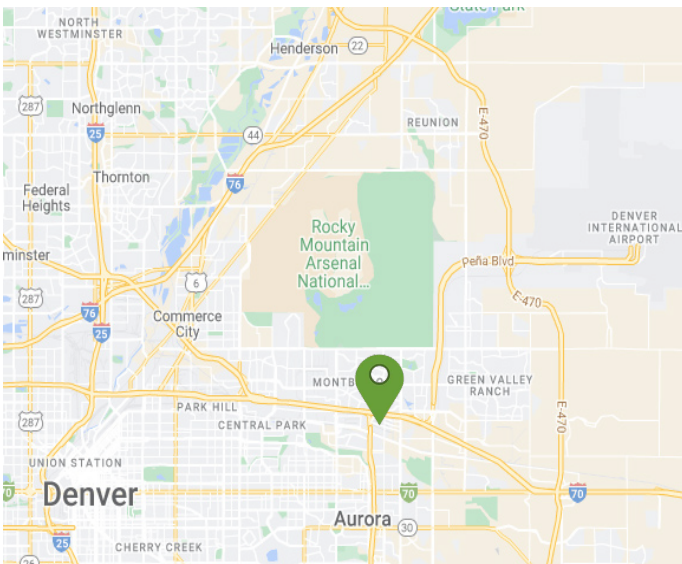 State Park
NORTH
WESTMINSTER
Henderson
22
287
Northglenn
25
44
REUNION
E-470
Thornton
76
Federal
Heights
Rocky
Mountain
Arsenal
National...
DENVER
INTERNATIONAL
AIRPORT
minster
Peña Blvd
6
287
E-470
76
25
Commerce
City
MONTB
GREEN VALLEY
RANCH
PARK HILL
CENTRAL PARK
E-470
287
UNION STATION
Denver
70
70
70
Aurora
30
25
CHERRY CREEK
26